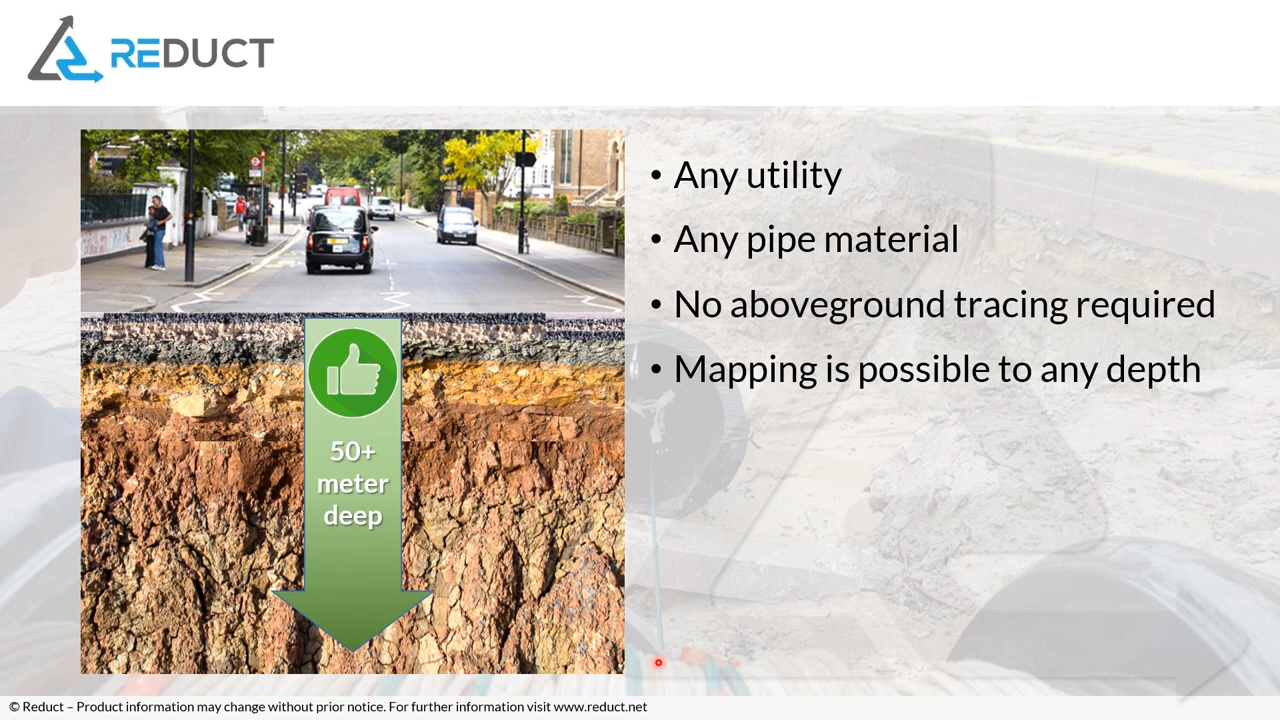 REDUCT
• Any utility
• Any pipe material
• No aboveground tracing required
• Mapping is possible to any depth
50+
meter
deep
© Reduct – Product information may change without prior notice. For further information visit www.reduct.net